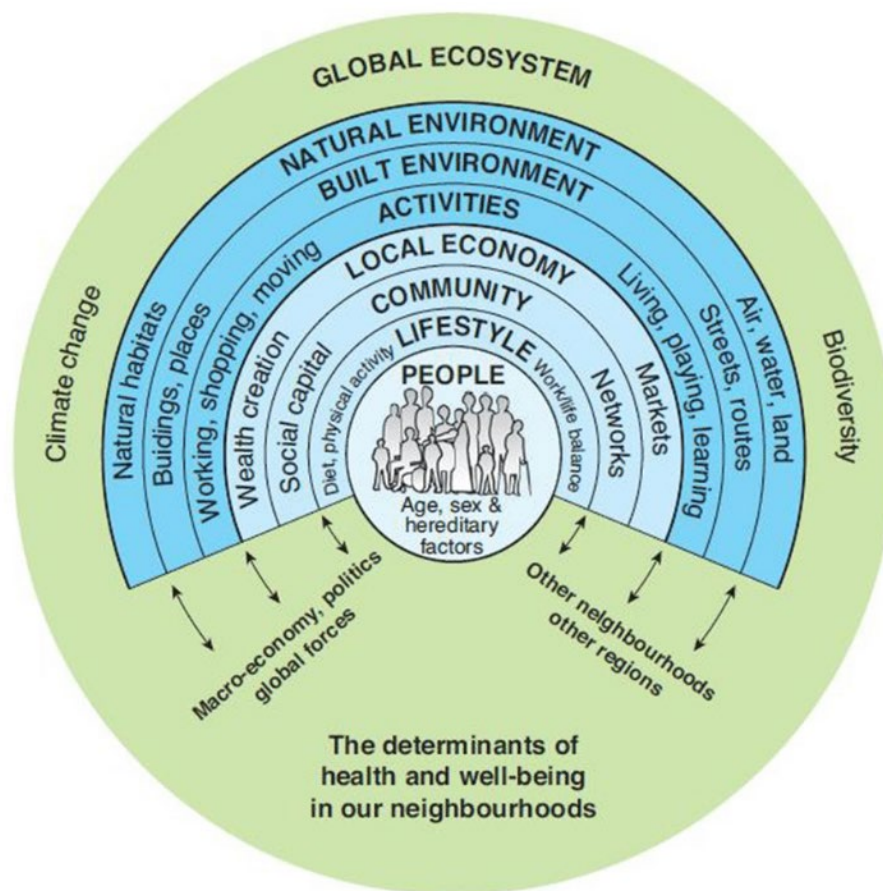 GLOBAL ECOSYSTEM
NATURAL ENVIRONMENT
BUILT ENVIRONMENT
ACTIVITIES
LOCAL ECONOMY
COMMUNITY
LIFESTYLE
PEOPLE
Age, sex &
hereditary
factors
Climate change
Natural habitats
Buidings, places
Working, shopping, moving
Wealth creation
Social capital
Diet, physical activity
Work/life balance
Networks
Markets
Living, playing, learning
Streets, routes
Air, water, land
Biodiversity
Macro-economy, politics
global forces
Other neighbourhoods
other regions
The determinants of
health and well-being
in our neighbourhoods